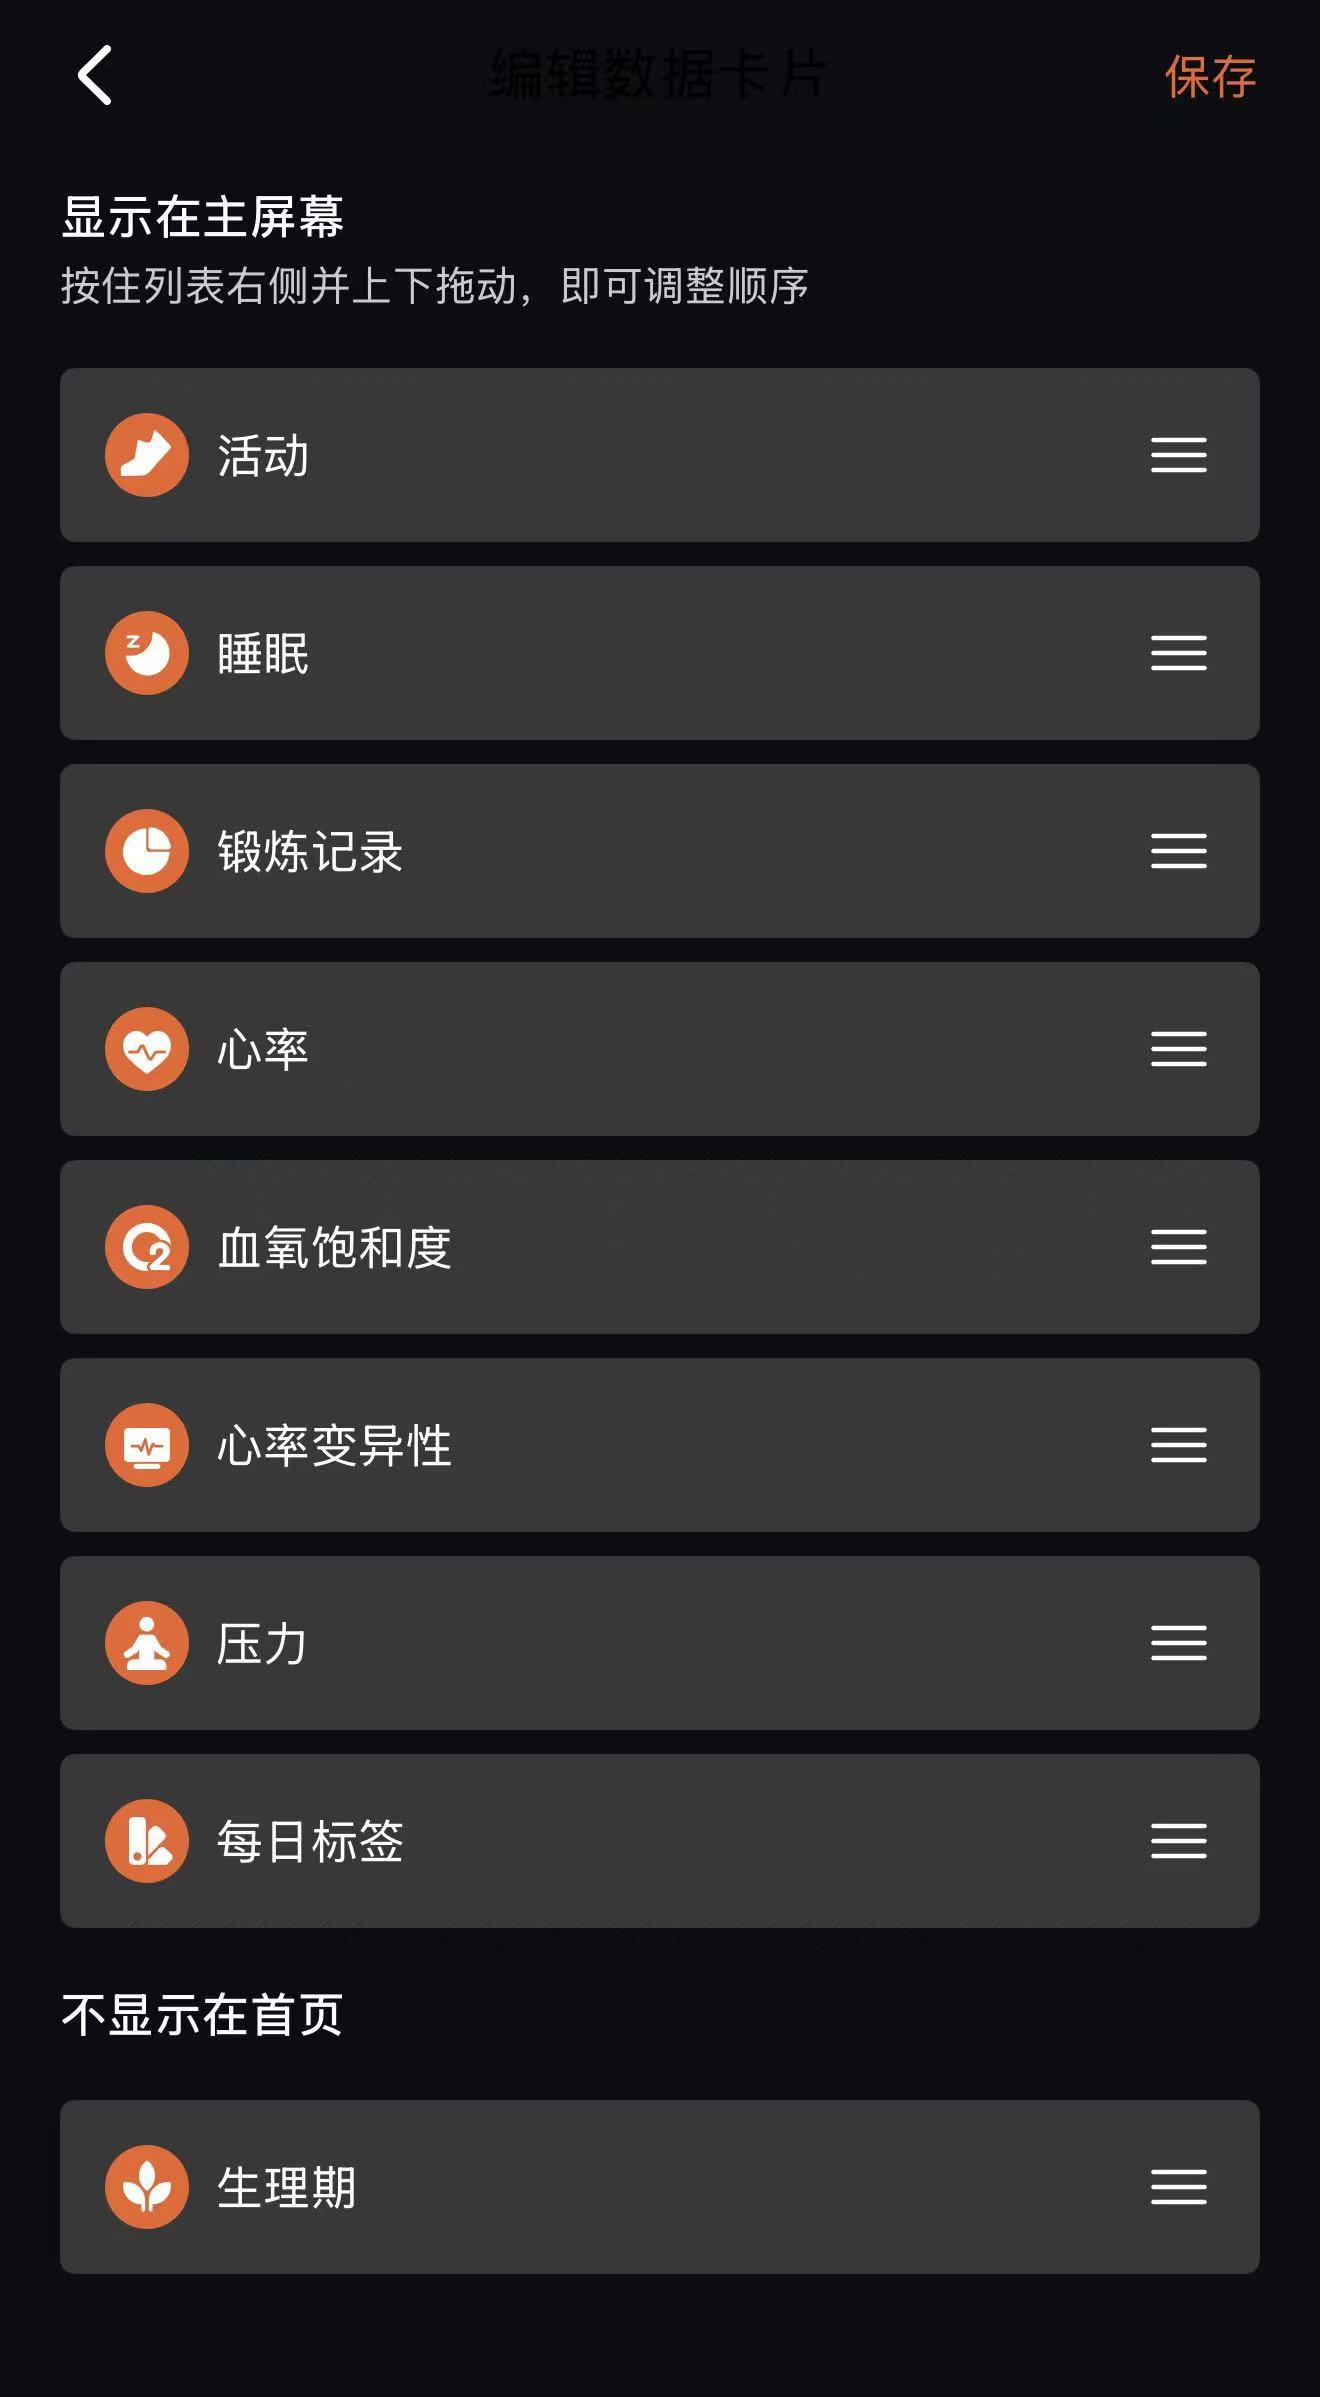 编辑数据卡片
保存
显示在主屏幕
按住列表右侧并上下拖动，即可调整顺序
活动
睡眠
锻炼记录
心率
血氧饱和度
心率变异性
压力
每日标签
不显示在首页
生理期